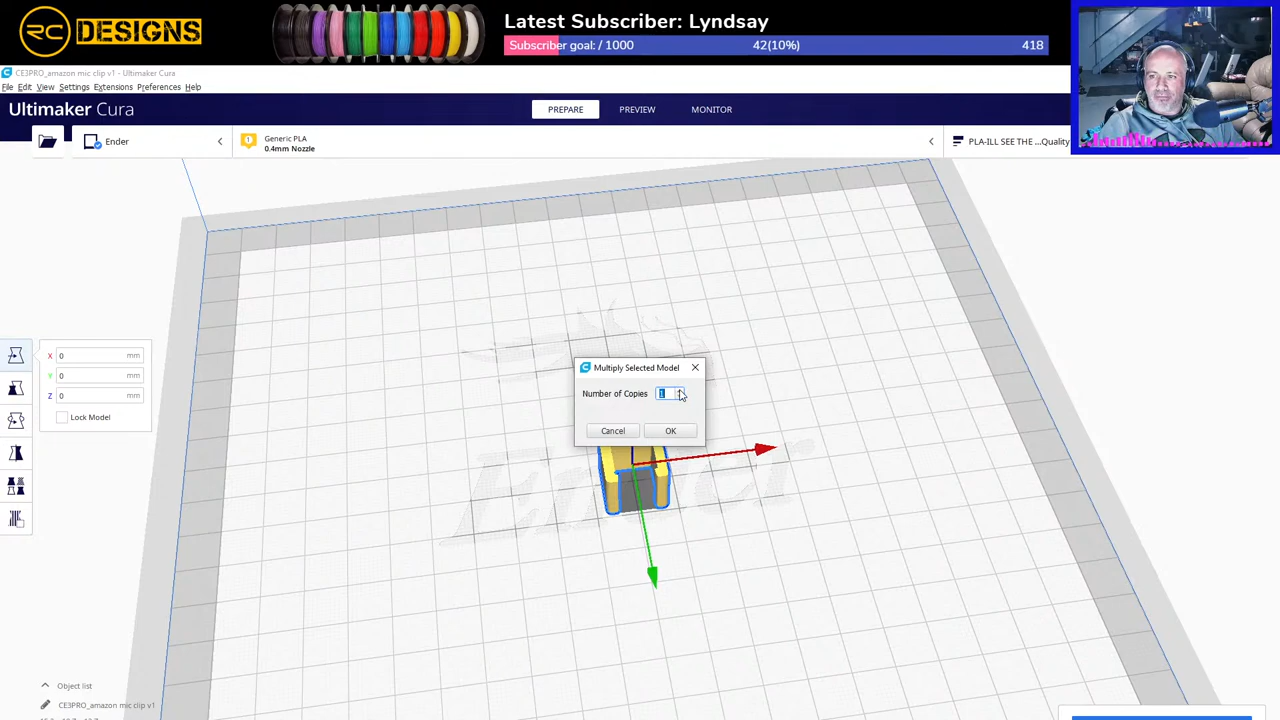 RC DESIGNS
Latest Subscriber: Lyndsay
Subscriber goal: / 1000 42(10%) 418
CE3PRO_amazon mic clip v1 - Ultimaker Cura
File Edit View Settings Extensions Preferences Help
Ultimaker Cura PREPARE PREVIEW MONITOR
Ender
Generic PLA
0.4mm Nozzle
PLA-ILL SEE THE ...Quality
Multiply Selected Model
Number of Copies 1
Cancel OK
X 0 mm
Y 0 mm
Z 0 mm
Lock Model
Ender
Object list
CE3PRO_amazon mic clip v1